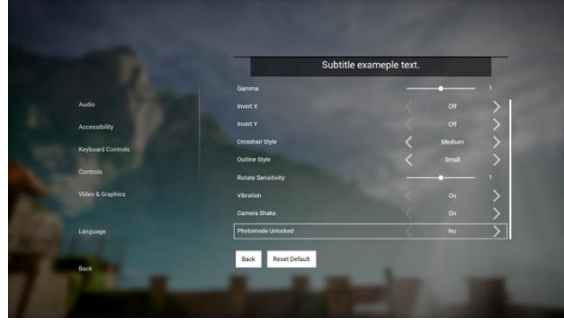 Subtitle exameple text.
Gamma 1
Audio
Invert X Off
Accessibility
Invert Y Off
Keyboard Controls
Crosshair Style Medium
Outline Style Small
Controls
Rotate Sensitivity 1
Video & Graphics
Vibration On
Camera Shake On
Language
Photomode Unlocked No
Back
Back Reset Default